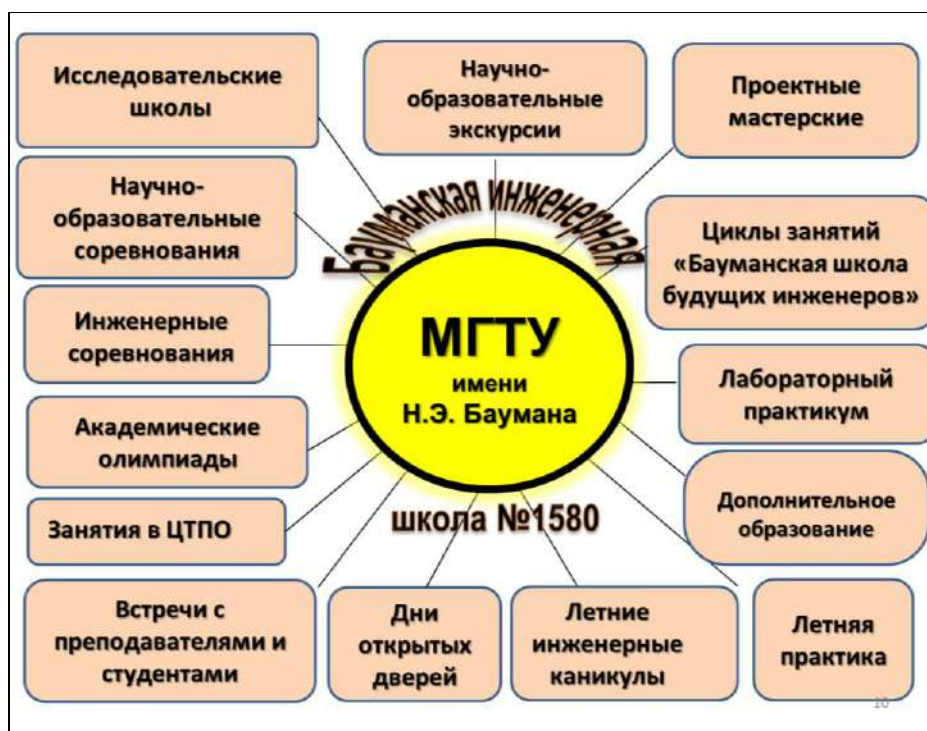 Исследовательские
школы
Научно-
образовательные
экскурсии
Проектные
мастерские
Научно-
образовательные
соревнования
Бауманская инженерная
Циклы занятий
«Бауманская школа
будущих инженеров»
Инженерные
соревнования
МГТУ
имени
Н.Э. Баумана
Лабораторный
практикум
Академические
олимпиады
Дополнительное
образование
Занятия в ЦТПО
школа №1580
Встречи с
преподавателями и
студентами
Дни
открытых
дверей
Летние
инженерные
каникулы
Летняя
практика
10